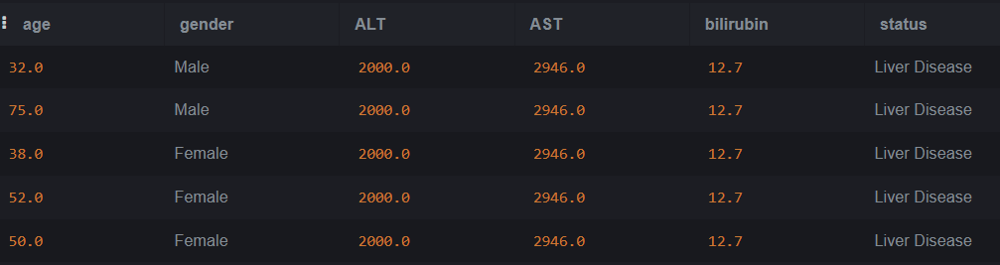 age gender ALT AST bilirubin status
32.0 Male 2000.0 2946.0 12.7 Liver Disease
75.0 Male 2000.0 2946.0 12.7 Liver Disease
38.0 Female 2000.0 2946.0 12.7 Liver Disease
52.0 Female 2000.0 2946.0 12.7 Liver Disease
50.0 Female 2000.0 2946.0 12.7 Liver Disease